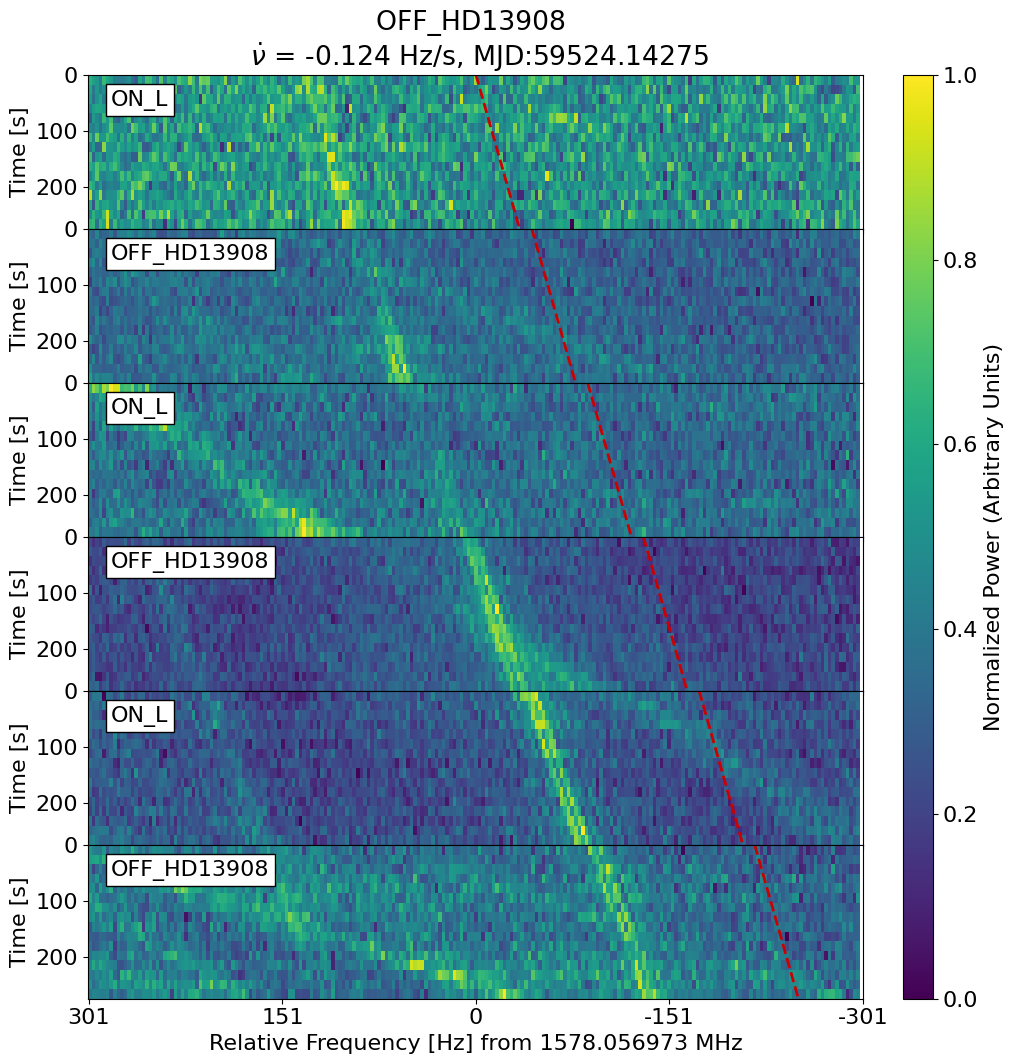 OFF_HD13908
ν̇ = -0.124 Hz/s, MJD:59524.14275
ON_L
OFF_HD13908
ON_L
OFF_HD13908
ON_L
OFF_HD13908
Time [s]
0
100
200
Time [s]
0
100
200
Time [s]
0
100
200
Time [s]
0
100
200
Time [s]
0
100
200
Time [s]
0
100
200
301
151
0
-151
-301
Relative Frequency [Hz] from 1578.056973 MHz
1.0
0.8
0.6
0.4
0.2
0.0
Normalized Power (Arbitrary Units)